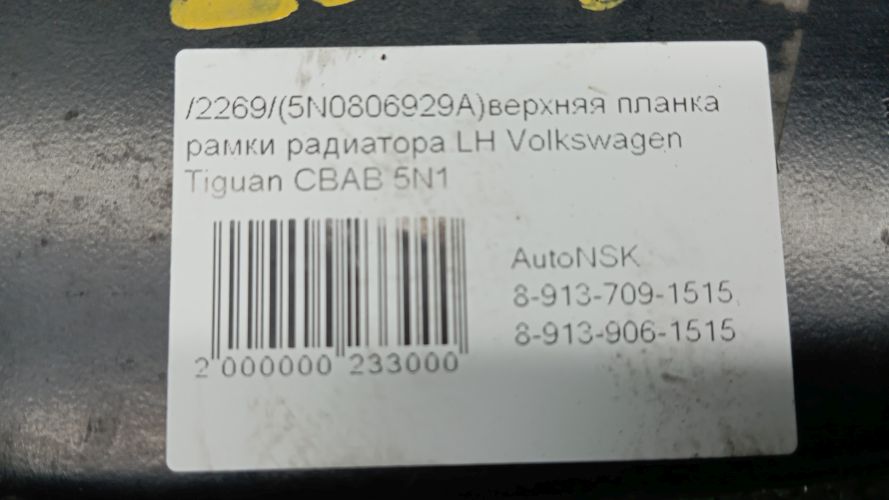 /2269/(5N0806929A)верхняя планка
рамки радиатора LH Volkswagen
Tiguan CBAB 5N1
AutoNSK
8-913-709-1515,
8-913-906-1515
2 000000 233000